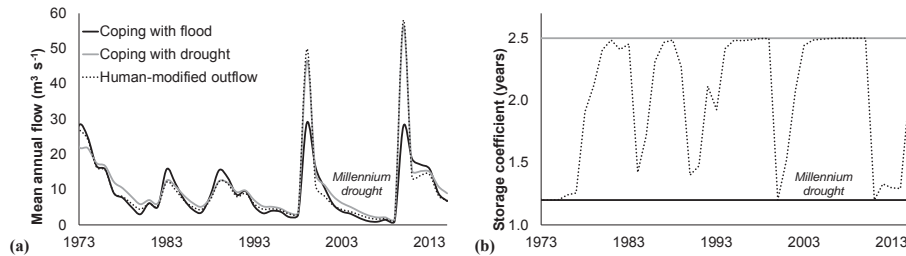 60
50
40
30
20
10
0
Mean annual flow (m³ s⁻¹)
Coping with flood
Coping with drought
Human-modified outflow
Millennium
drought
(a)
1973
1983
1993
2003
2013
3.0
2.5
2.0
1.5
1.0
Storage coefficient (years)
Millennium
drought
(b)
1973
1983
1993
2003
2013